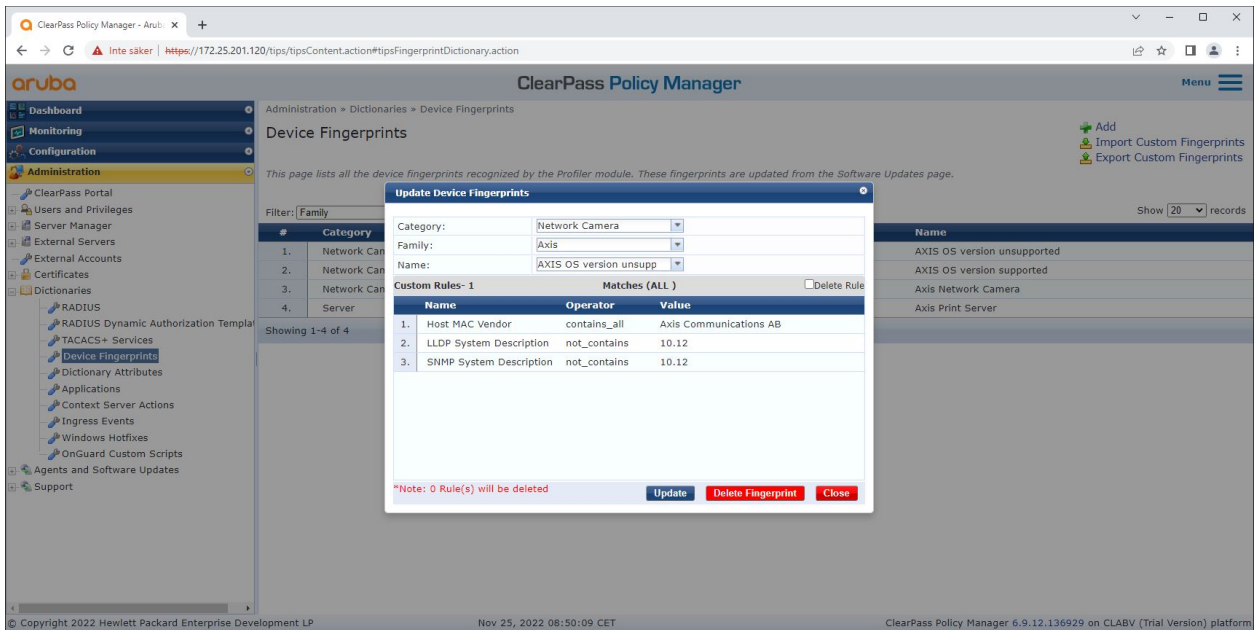 ClearPass Policy Manager - Arub
Inte säker | https://172.25.201.120/tips/tipsContent.action#tipsFingerprintDictionary.action
aruba
ClearPass Policy Manager
Menu
Dashboard
Monitoring
Configuration
Administration
ClearPass Portal
Users and Privileges
Server Manager
External Servers
External Accounts
Certificates
Dictionaries
RADIUS
RADIUS Dynamic Authorization Templat
TACACS+ Services
Device Fingerprints
Dictionary Attributes
Applications
Context Server Actions
Ingress Events
Windows Hotfixes
OnGuard Custom Scripts
Agents and Software Updates
Support
Administration » Dictionaries » Device Fingerprints
Device Fingerprints
Add
Import Custom Fingerprints
Export Custom Fingerprints
This page lists all the device fingerprints recognized by the Profiler module. These fingerprints are updated from the Software Updates page.
Filter: Family
Show 20 records
# Category Name
1. Network Cam AXIS OS version unsupported
2. Network Cam AXIS OS version supported
3. Network Cam Axis Network Camera
4. Server Axis Print Server
Showing 1-4 of 4
Update Device Fingerprints
Category: Network Camera
Family: Axis
Name: AXIS OS version unsupp
Custom Rules- 1 Matches (ALL ) Delete Rule
Name Operator Value
1. Host MAC Vendor contains_all Axis Communications AB
2. LLDP System Description not_contains 10.12
3. SNMP System Description not_contains 10.12
*Note: 0 Rule(s) will be deleted
Update Delete Fingerprint Close
© Copyright 2022 Hewlett Packard Enterprise Development LP
Nov 25, 2022 08:50:09 CET
ClearPass Policy Manager 6.9.12.136929 on CLABV (Trial Version) platform